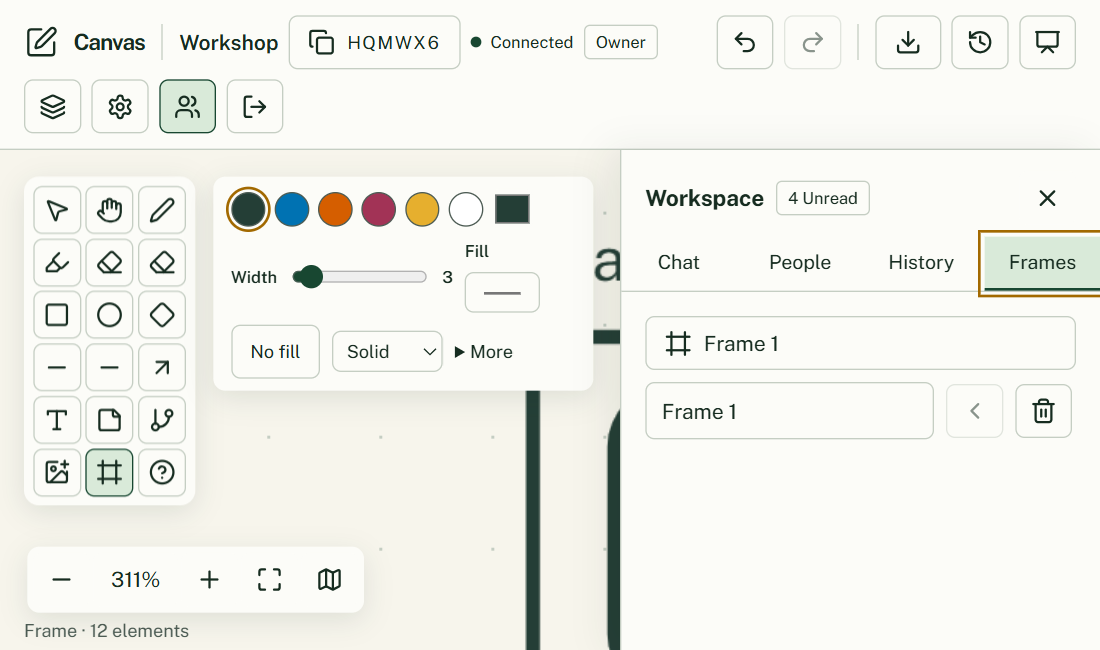 Canvas
Workshop
HQMWX6
Connected
Owner
Workspace
4 Unread
Chat
People
History
Frames
Fill
Width
3
No fill
Solid
More
a
Frame 1
Frame 1
311%
Frame · 12 elements